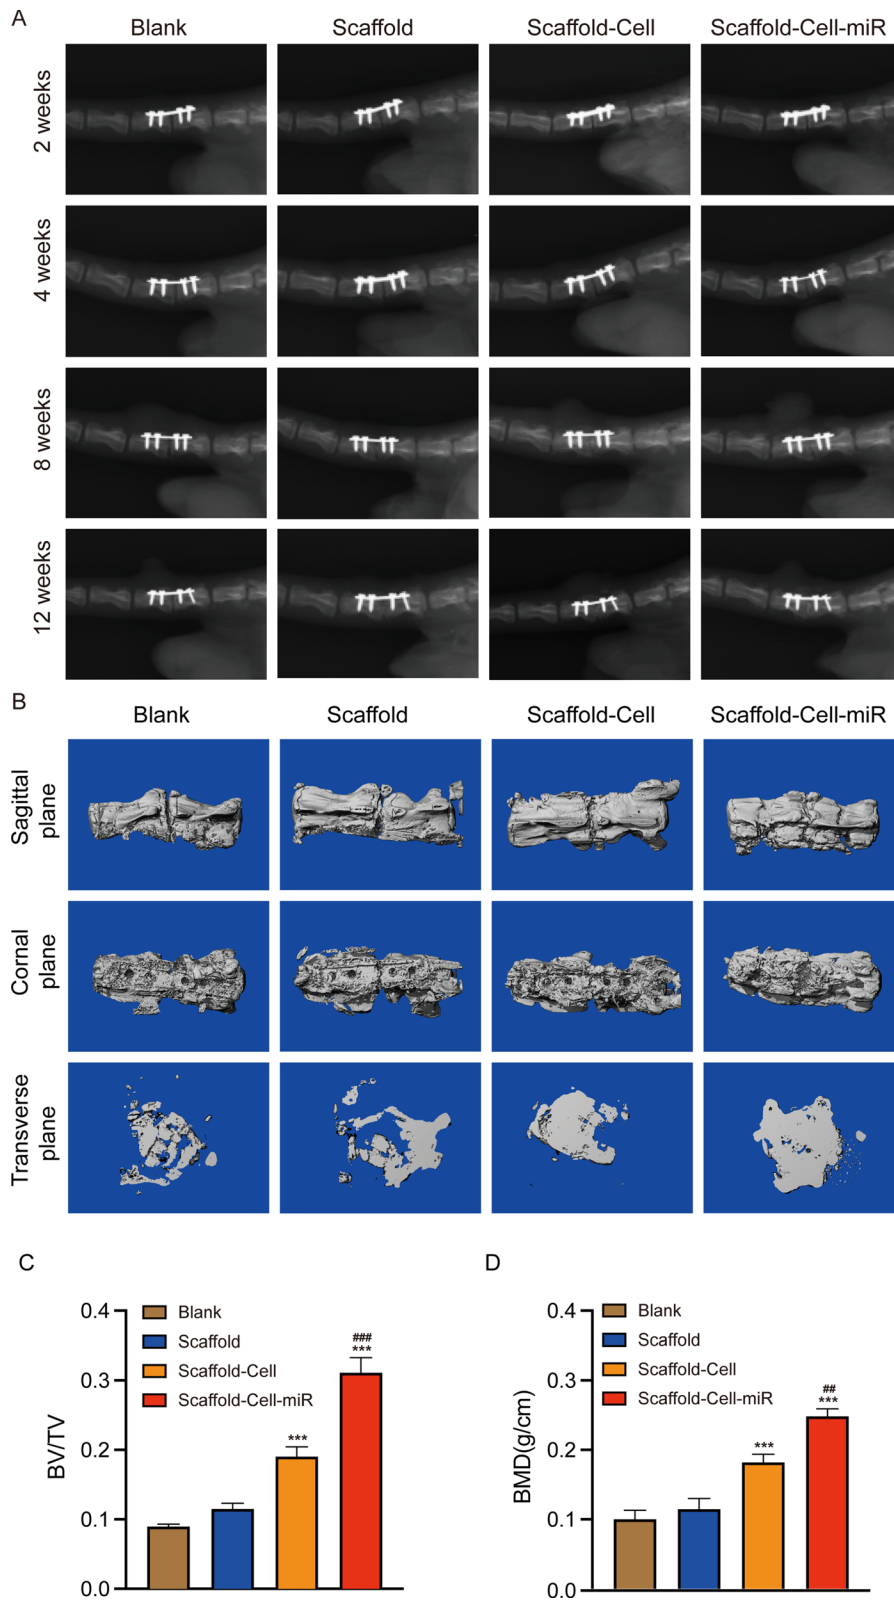 A
Blank Scaffold Scaffold-Cell Scaffold-Cell-miR
2 weeks
4 weeks
8 weeks
12 weeks
B
Blank Scaffold Scaffold-Cell Scaffold-Cell-miR
Sagittal plane
Cornal plane
Transverse plane
C
BV/TV
0.4
0.3
0.2
0.1
0.0
Blank
Scaffold
Scaffold-Cell
Scaffold-Cell-miR
***
###
***
D
BMD(g/cm)
0.4
0.3
0.2
0.1
0.0
Blank
Scaffold
Scaffold-Cell
Scaffold-Cell-miR
***
##
***